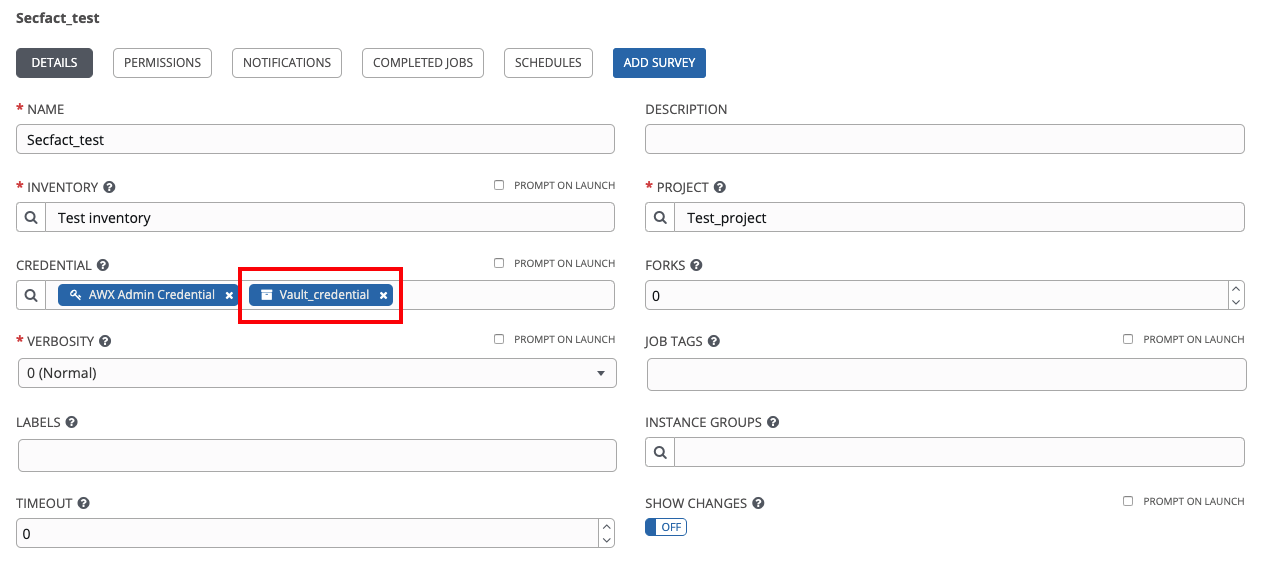 Secfact_test
DETAILS PERMISSIONS NOTIFICATIONS COMPLETED JOBS SCHEDULES ADD SURVEY
* NAME DESCRIPTION
Secfact_test
* INVENTORY ? PROMPT ON LAUNCH * PROJECT ?
Test inventory Test_project
CREDENTIAL ? PROMPT ON LAUNCH FORKS ?
AWX Admin Credential × Vault_credential × 0
* VERBOSITY ? PROMPT ON LAUNCH JOB TAGS ? PROMPT ON LAUNCH
0 (Normal)
LABELS ? INSTANCE GROUPS ?
TIMEOUT ? SHOW CHANGES ? PROMPT ON LAUNCH
0 OFF